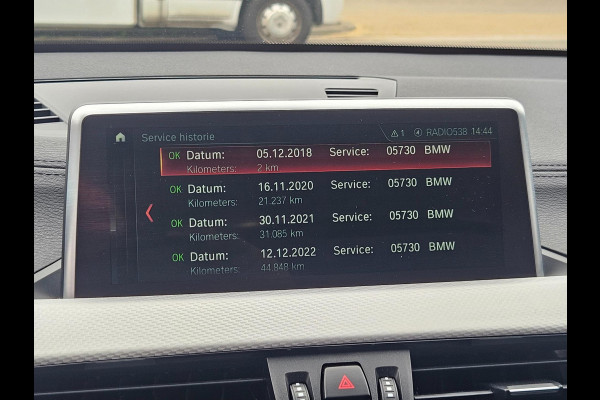 Service historie ⚠1 RADIO538 14:44
OK Datum: 05.12.2018 Service: 05730 BMW
Kilometers: 2 km
OK Datum: 16.11.2020 Service: 05730 BMW
Kilometers: 21.237 km
OK Datum: 30.11.2021 Service: 05730 BMW
Kilometers: 31.085 km
OK Datum: 12.12.2022 Service: 05730 BMW
Kilometers: 44.848 km